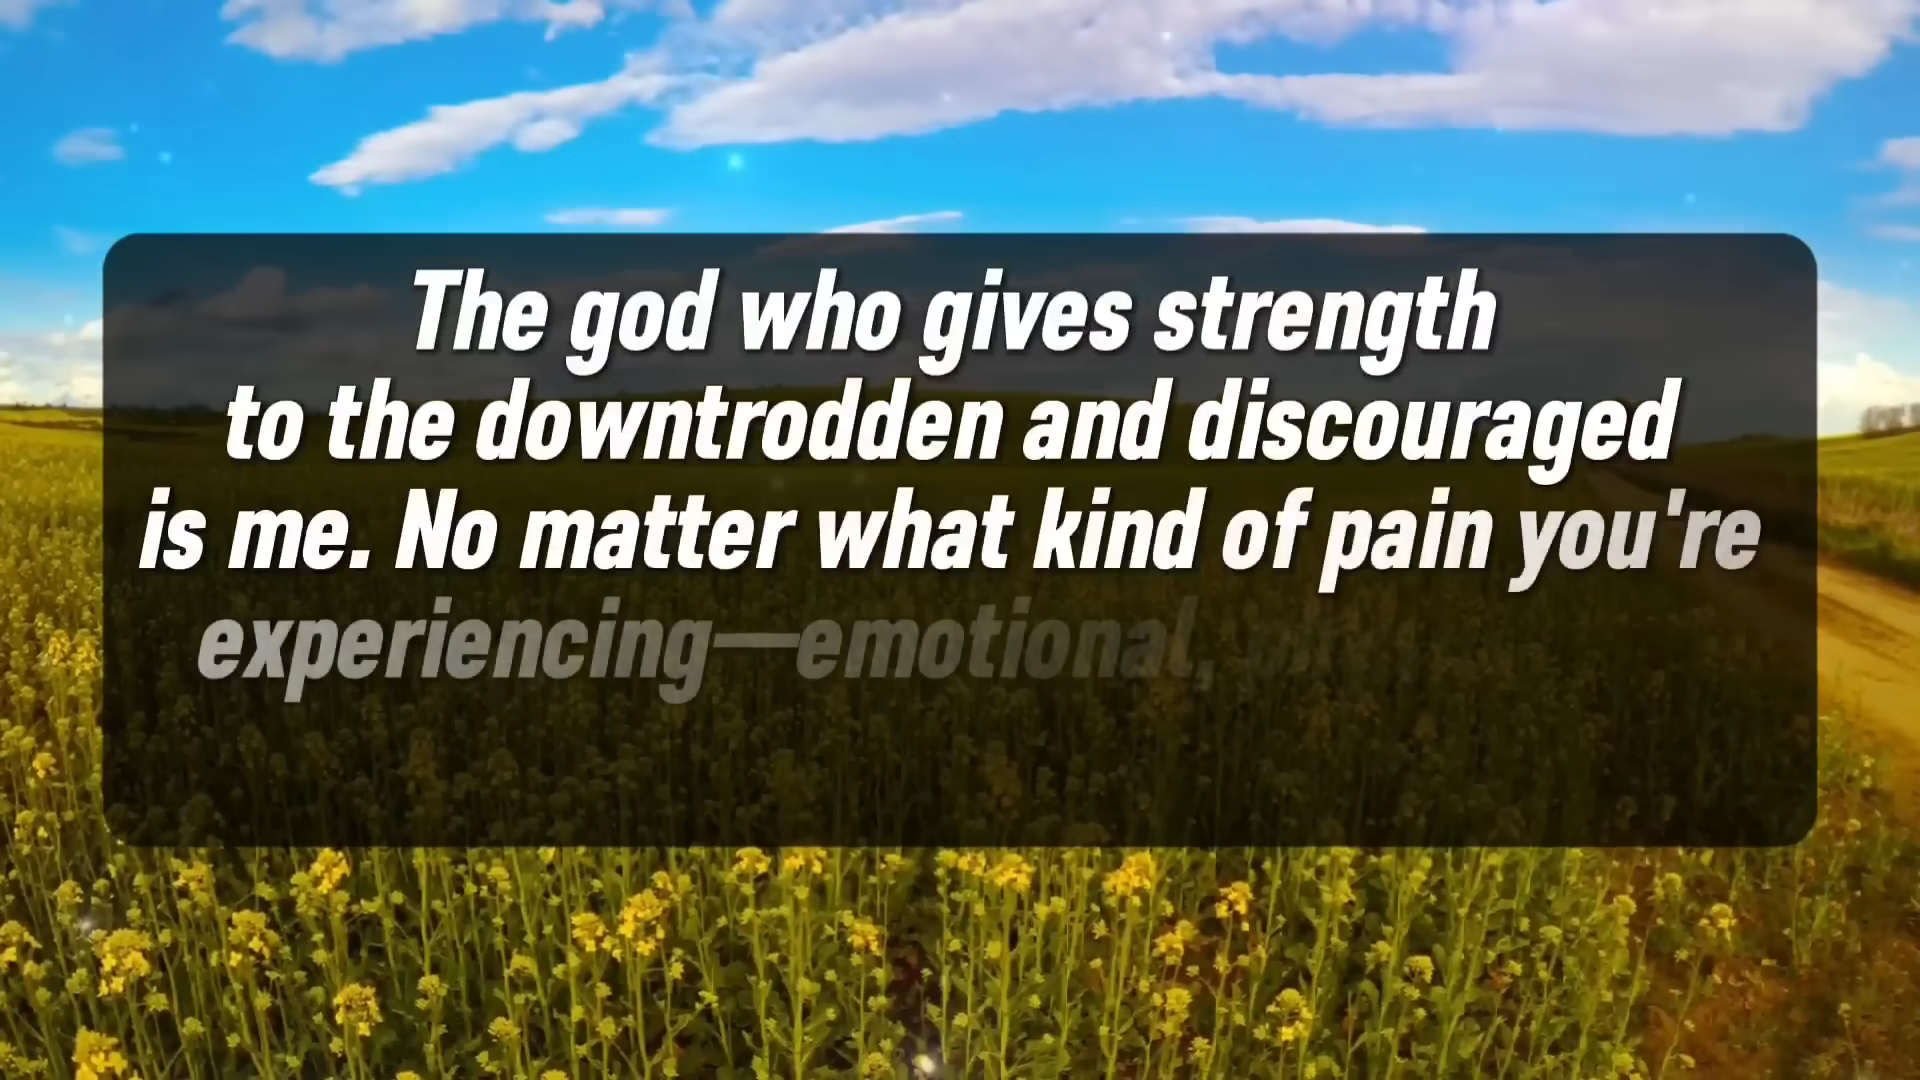 The god who gives strength
to the downtrodden and discouraged
is me. No matter what kind of pain you're
experiencing—emotional,